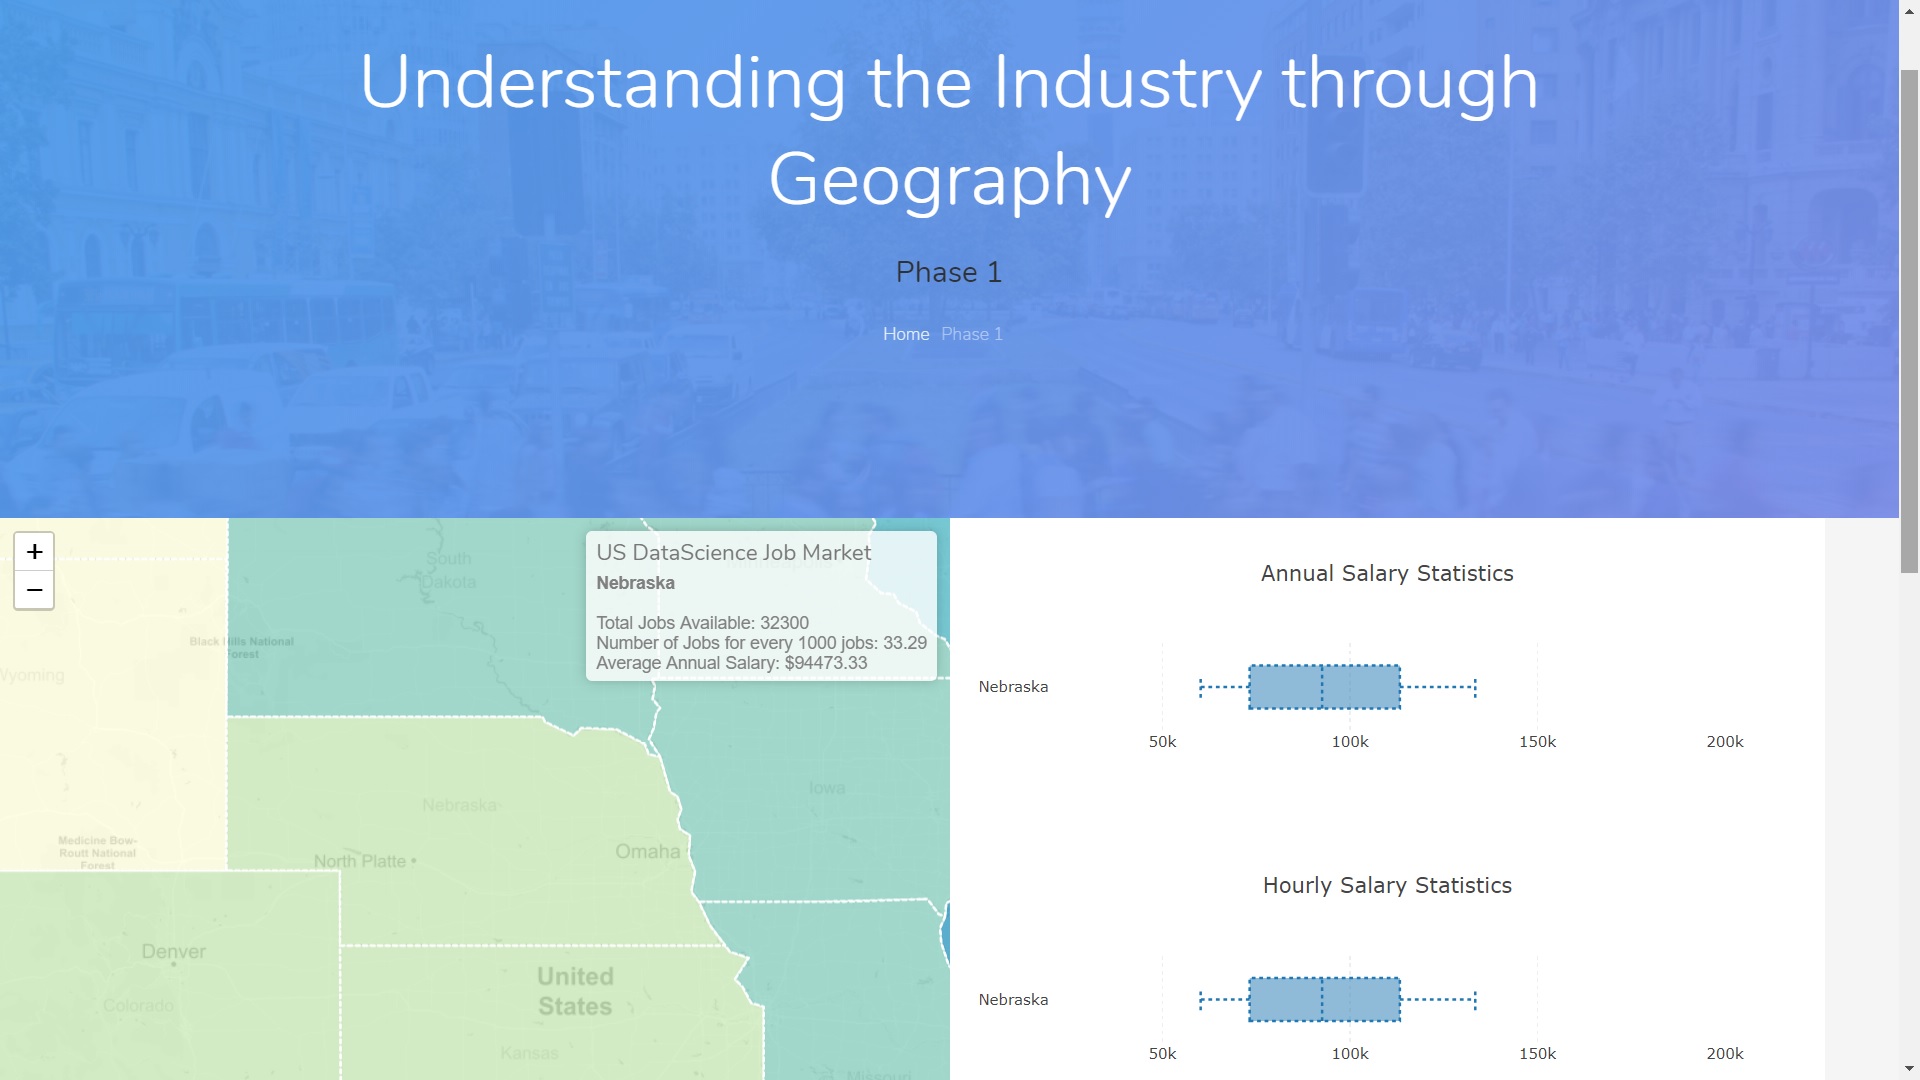 Understanding the Industry through
Geography
Phase 1
Home Phase 1
+
−
US DataScience Job Market
Nebraska
Total Jobs Available: 32300
Number of Jobs for every 1000 jobs: 33.29
Average Annual Salary: $94473.33
South
Dakota
Minneapolis
Black Hills National
Forest
Wyoming
Nebraska
Iowa
Medicine Bow-
Routt National
Forest
North Platte
Omaha
Denver
Colorado
United
States
Kansas
Missouri
Annual Salary Statistics
Nebraska
50k 100k 150k 200k
Hourly Salary Statistics
Nebraska
50k 100k 150k 200k